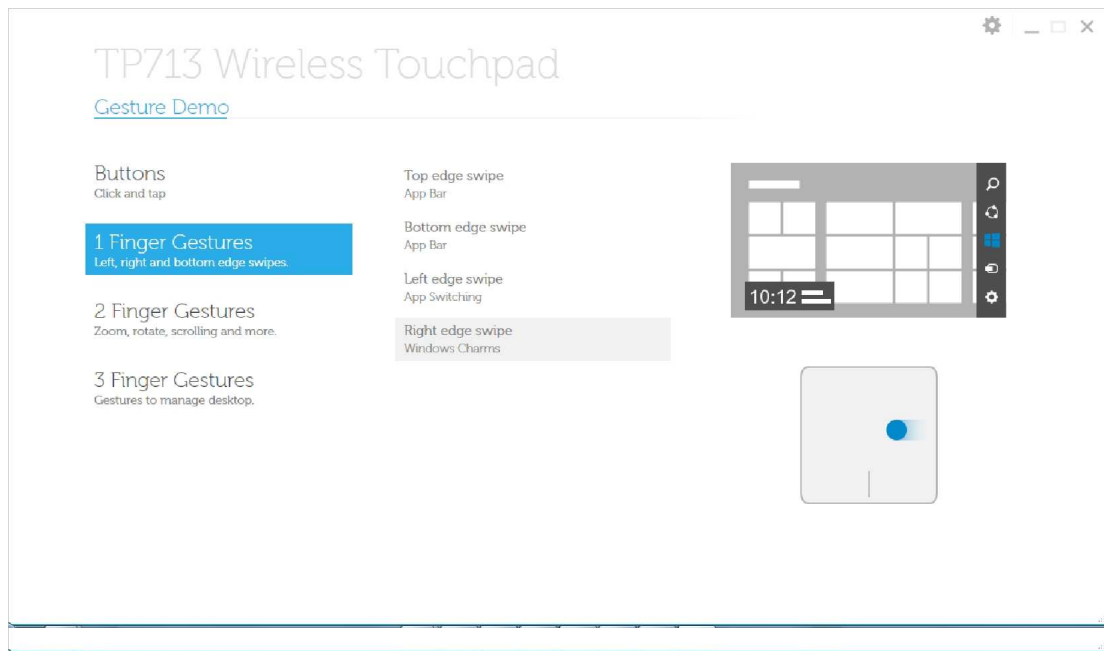 TP713 Wireless Touchpad
Gesture Demo
Buttons
Click and tap
1 Finger Gestures
Left, right and bottom edge swipes.
2 Finger Gestures
Zoom, rotate, scrolling and more.
3 Finger Gestures
Gestures to manage desktop.
Top edge swipe
App Bar
Bottom edge swipe
App Bar
Left edge swipe
App Switching
Right edge swipe
Windows Charms
10:12